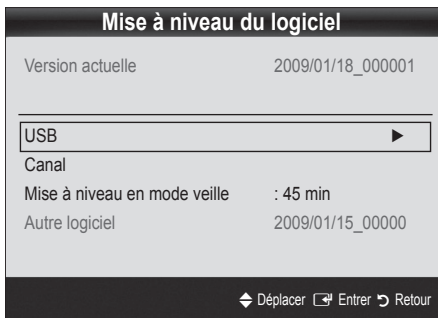 Mise à niveau du logiciel
Version actuelle 2009/01/18_000001
USB
Canal
Mise à niveau en mode veille : 45 min
Autre logiciel 2009/01/15_00000
Déplacer Entrer Retour